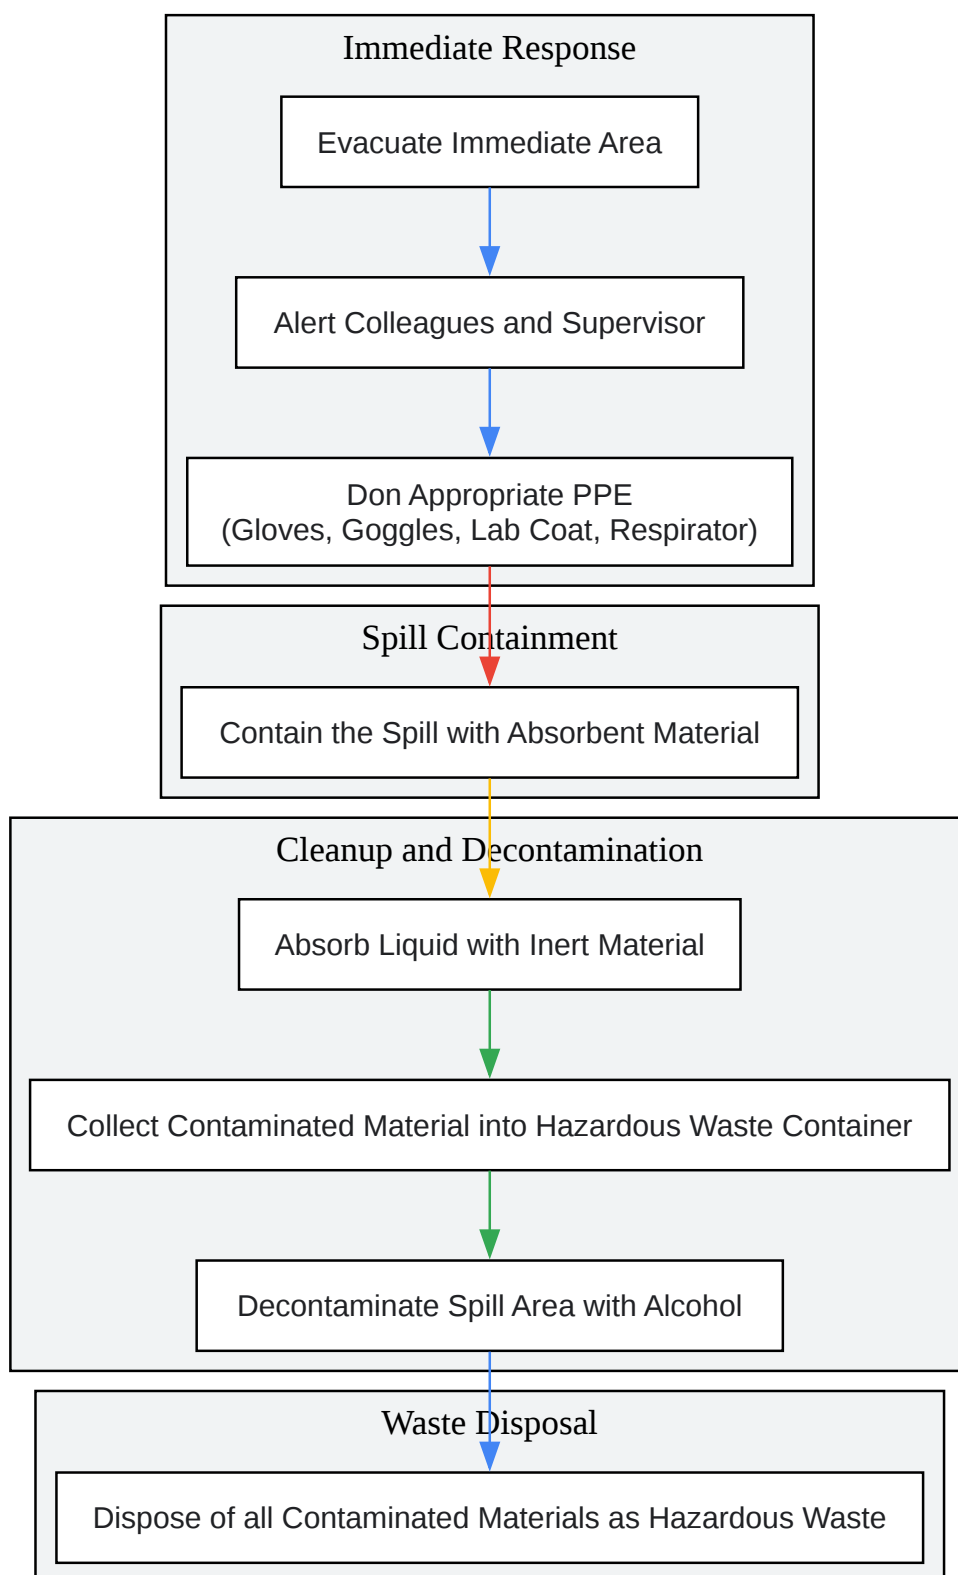 Immediate Response
Evacuate Immediate Area
Alert Colleagues and Supervisor
Don Appropriate PPE
(Gloves, Goggles, Lab Coat, Respirator)
Spill Containment
Contain the Spill with Absorbent Material
Cleanup and Decontamination
Absorb Liquid with Inert Material
Collect Contaminated Material into Hazardous Waste Container
Decontaminate Spill Area with Alcohol
Waste Disposal
Dispose of all Contaminated Materials as Hazardous Waste